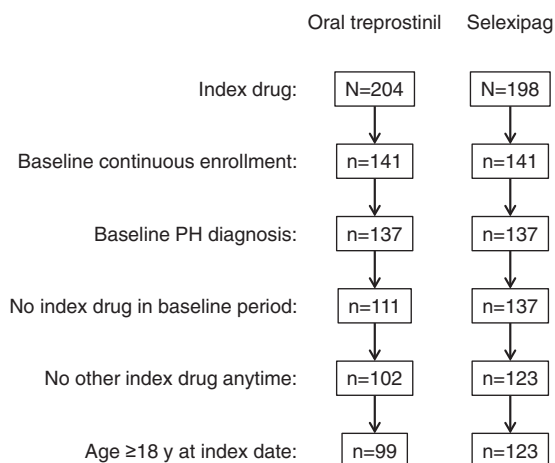 Oral treprostinil Selexipag
Index drug: N=204 N=198
Baseline continuous enrollment: n=141 n=141
Baseline PH diagnosis: n=137 n=137
No index drug in baseline period: n=111 n=137
No other index drug anytime: n=102 n=123
Age ≥18 y at index date: n=99 n=123